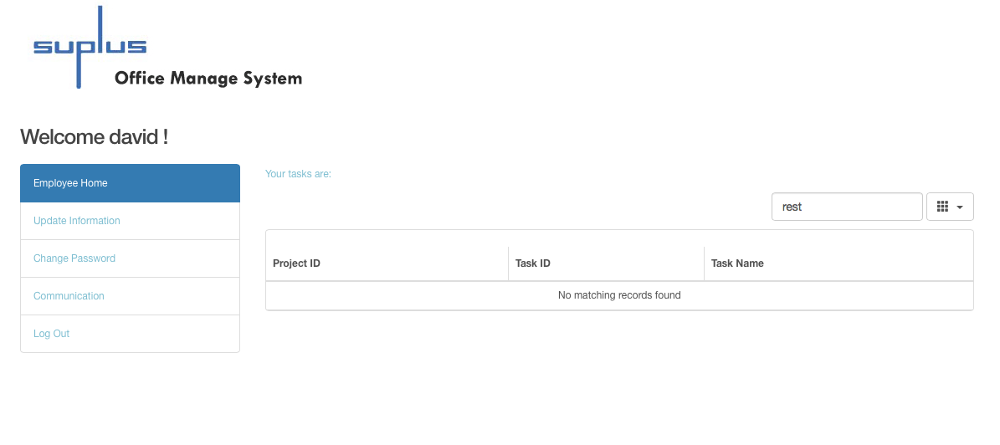 suplus
Office Manage System
Welcome david !
Employee Home
Update Information
Change Password
Communication
Log Out
Your tasks are:
rest
Project ID Task ID Task Name
No matching records found